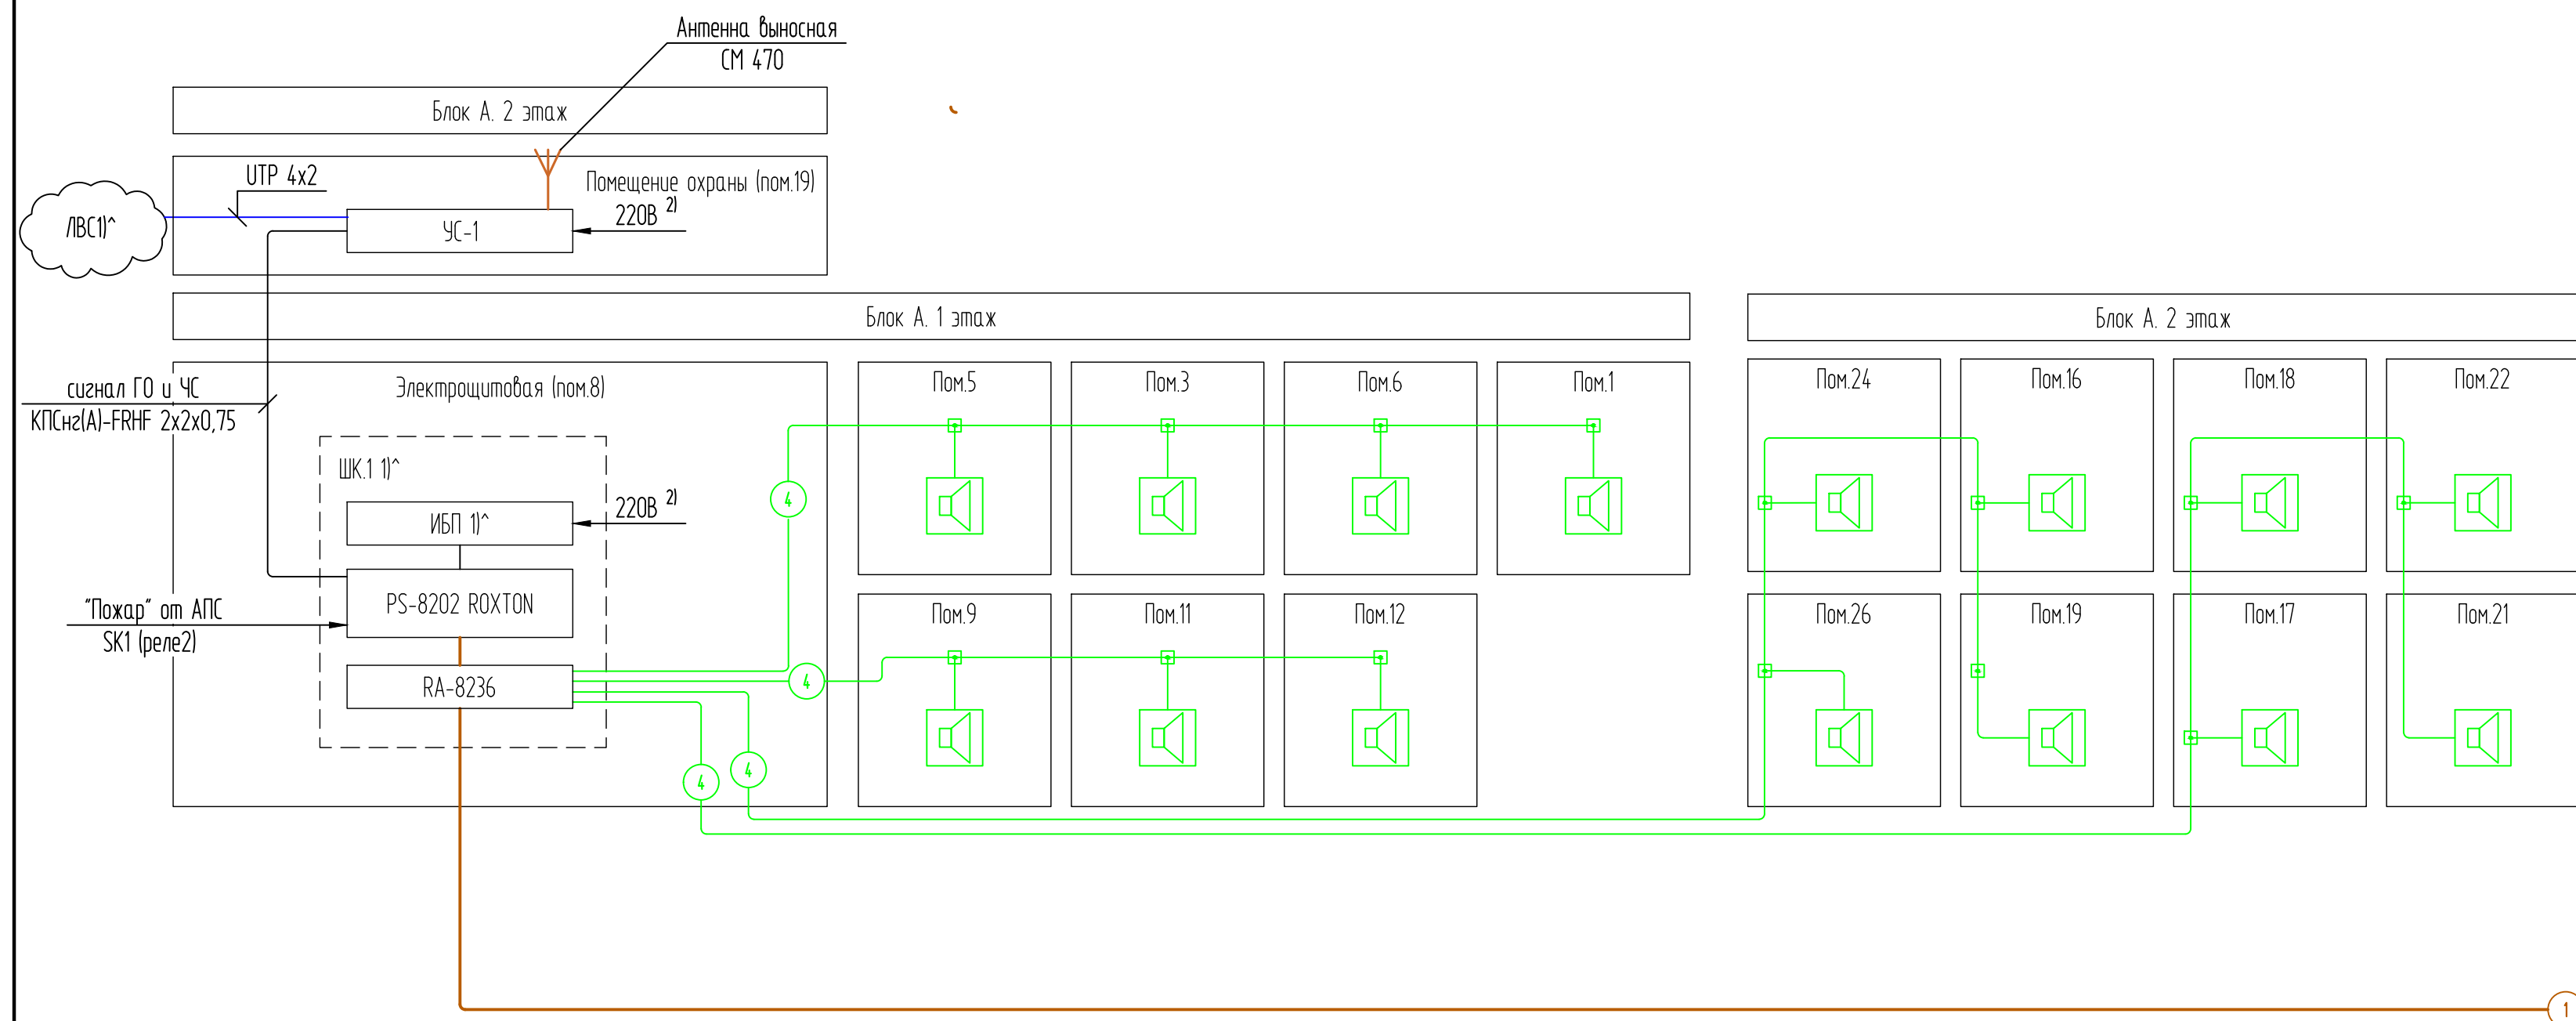 Антенна выносная
СМ 470
Блок А. 2 этаж
UTP 4x2
Помещение охраны (пом.19)
ЛВС1)^
УС-1
220В 2)
Блок А. 1 этаж
Блок А. 2 этаж
сигнал ГО и ЧС
КПСнг(А)-FRHF 2x2x0,75
Электрощитовая (пом.8)
Пом.5
Пом.3
Пом.6
Пом.1
Пом.24
Пом.16
Пом.18
Пом.22
ШК.1 1)^
ИБП 1)^
220В 2)
4
"Пожар" от АПС
SK1 (реле2)
PS-8202 ROXTON
RA-8236
4
Пом.9
Пом.11
Пом.12
Пом.26
Пом.19
Пом.17
Пом.21
4
4
1